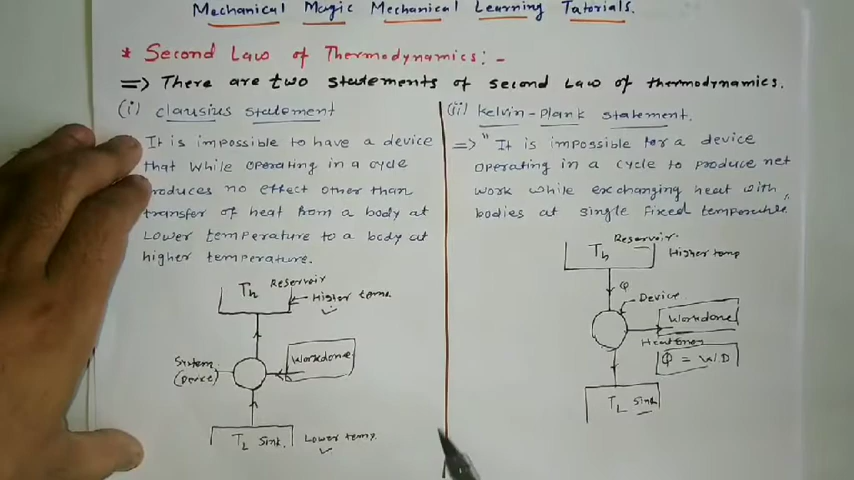 Mechanical Magic Mechanical Learning Tatorials.
* Second Law of Thermodynamics:-
=> There are two statements of second Law of thermodynamics.
(i) clausius statement
It is impossible to have a device
that while operating in a cycle
produces no effect other than
transfer of heat from a body at
Lower temperature to a body at
higher temperature.
Th Reservoir
Higher temp.
System
(Device)
Workdone
TL Sink.
Lower temp.
(ii) Kelvin-Plank statement.
=> "It is impossible for a device
operating in a cycle to produce net
work while exchanging heat with
bodies at single fixed temperature."
Th Reservoir
Higher temp
Q
Device
Workdone
Q = W.D
TL Sink